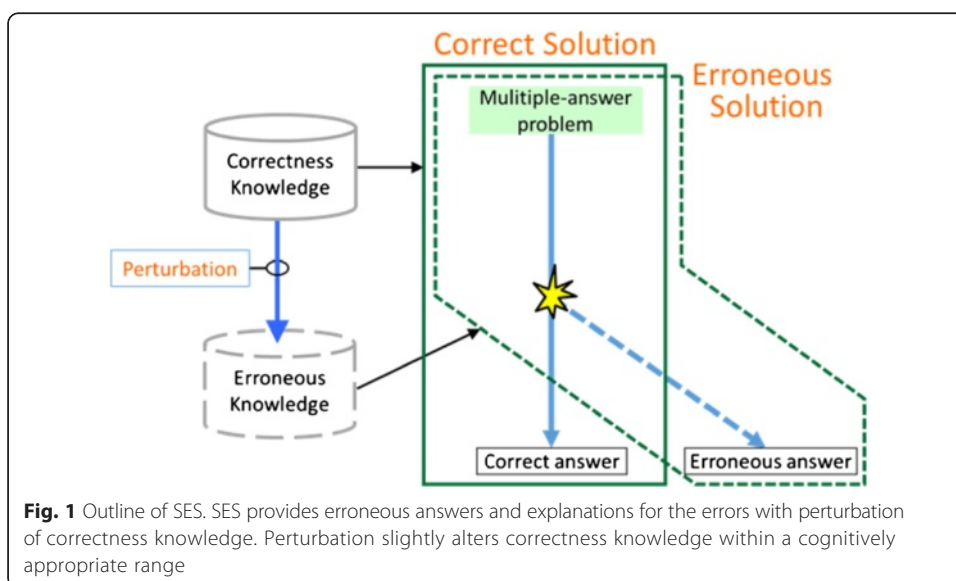 Correct Solution
Erroneous
Solution
Mulitiple-answer
problem
Correctness
Knowledge
Perturbation
Erroneous
Knowledge
Correct answer
Erroneous answer
Fig. 1 Outline of SES. SES provides erroneous answers and explanations for the errors with perturbation
of correctness knowledge. Perturbation slightly alters correctness knowledge within a cognitively
appropriate range